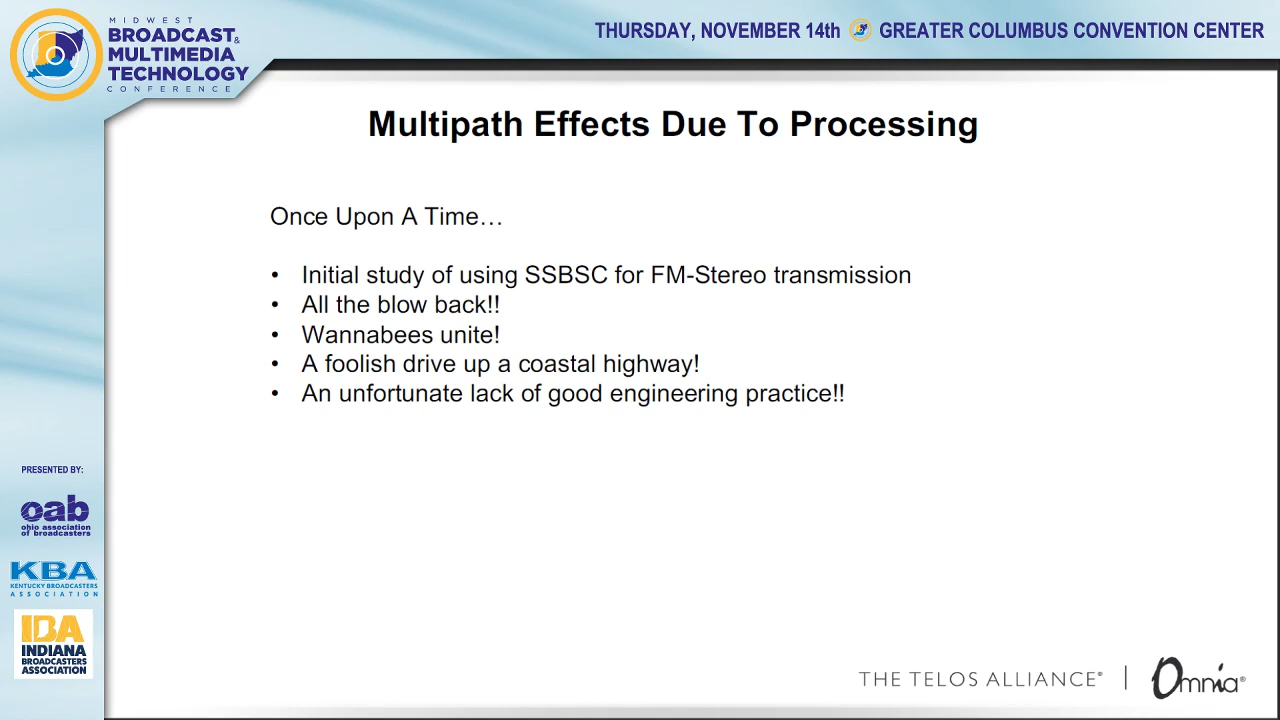 MIDWEST
BROADCAST&
MULTIMEDIA
TECHNOLOGY
CONFERENCE
THURSDAY, NOVEMBER 14th GREATER COLUMBUS CONVENTION CENTER
Multipath Effects Due To Processing
Once Upon A Time…
• Initial study of using SSBSC for FM-Stereo transmission
• All the blow back!!
• Wannabees unite!
• A foolish drive up a coastal highway!
• An unfortunate lack of good engineering practice!!
PRESENTED BY:
oab
ohio association
of broadcasters
KBA
KENTUCKY BROADCASTERS
ASSOCIATION
IBA
INDIANA
BROADCASTERS
ASSOCIATION
THE TELOS ALLIANCE® | Omnia®